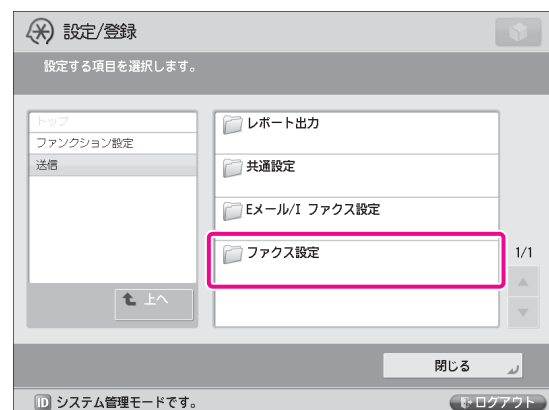 設定/登録
設定する項目を選択します。
トップ
ファンクション設定
送信
レポート出力
共通設定
Eメール/I ファクス設定
ファクス設定
1/1
上へ
閉じる
ID システム管理モードです。
ログアウト